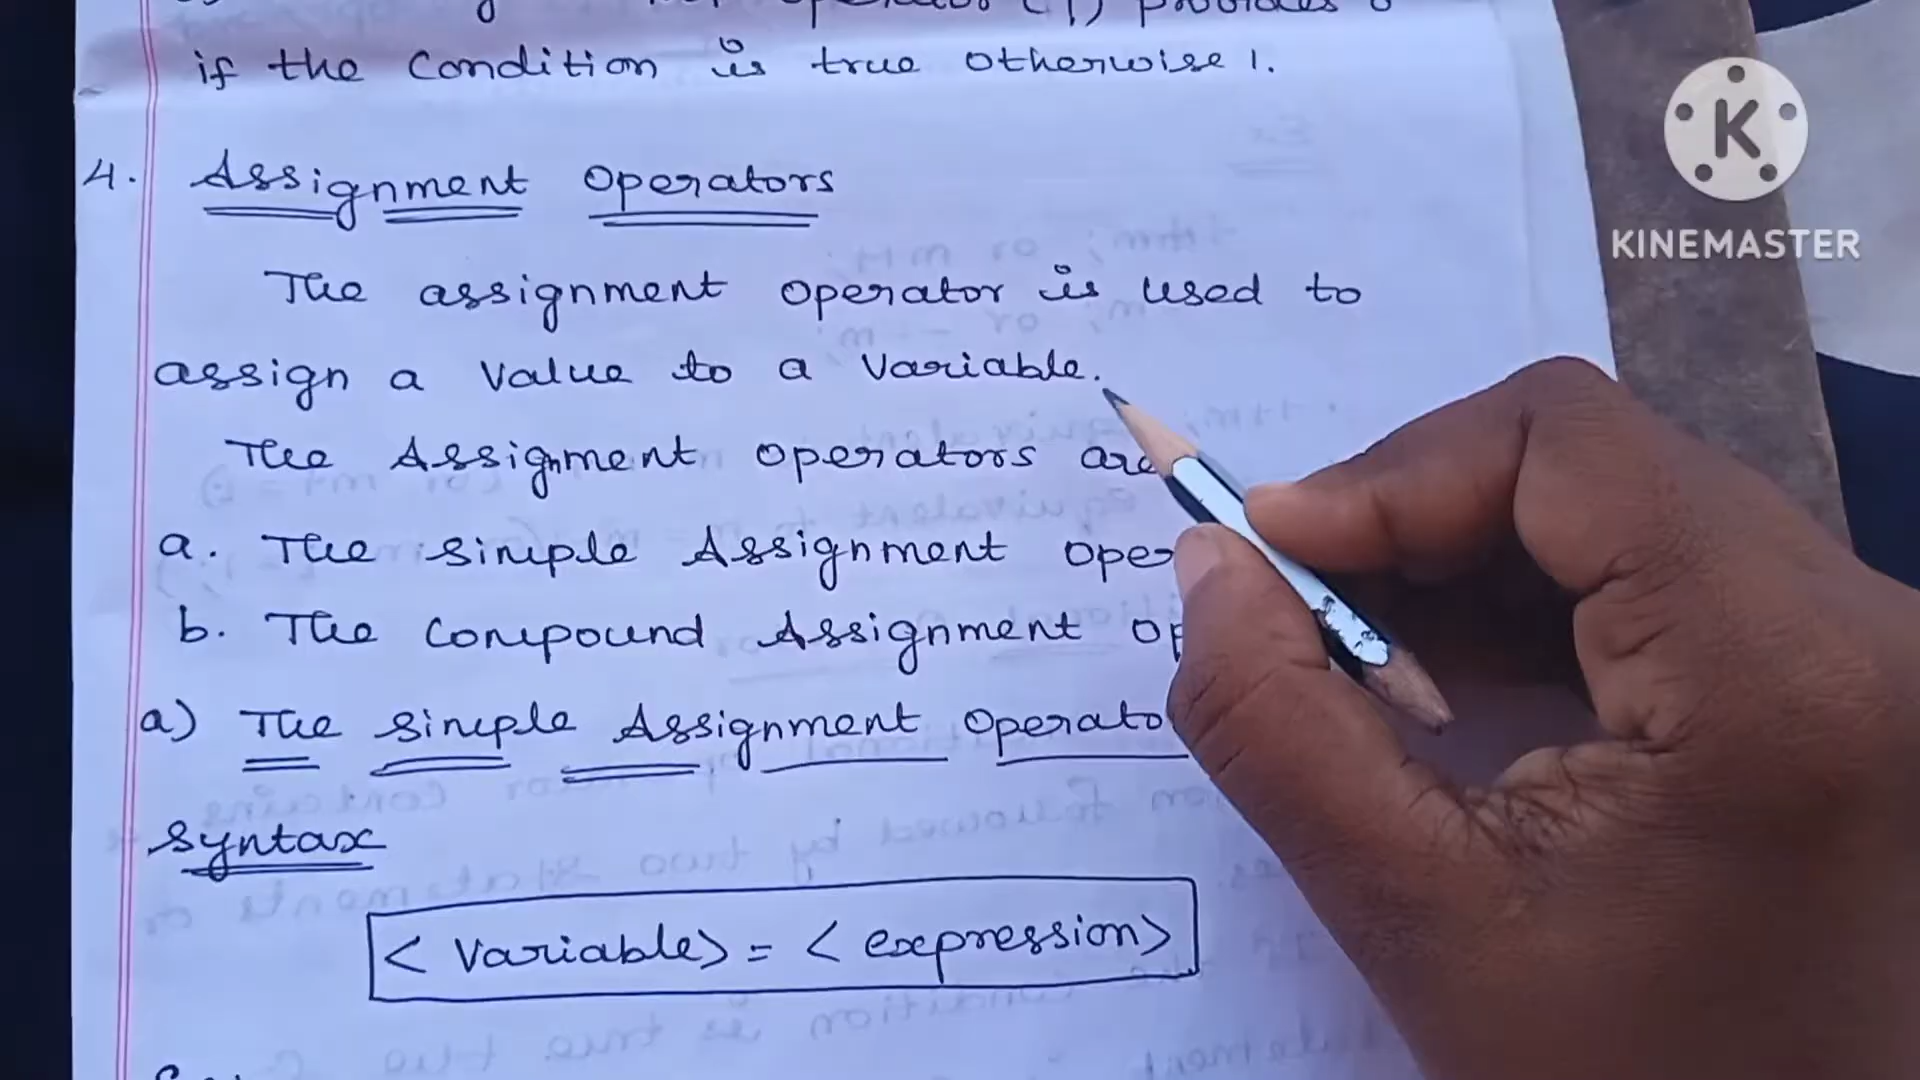 if the condition is true otherwise 1.
4. Assignment Operators
The assignment operator is used to
assign a value to a variable.
The Assignment operators are
a. The simple Assignment oper
b. The compound Assignment op
a) The simple Assignment Operato
Syntax
< Variable> = < expression>
K
KINEMASTER